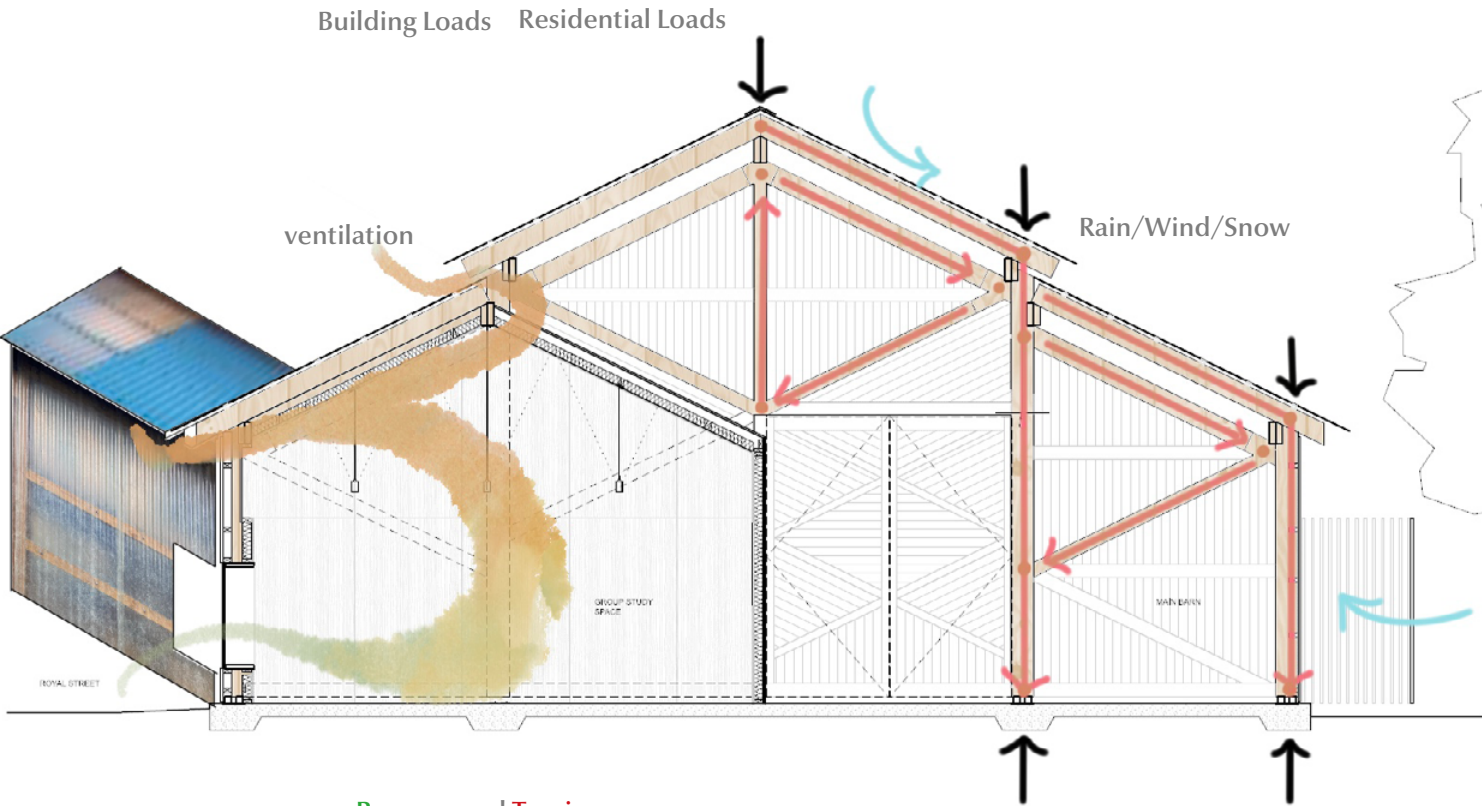 Building Loads Residential Loads
ventilation
Rain/Wind/Snow
GROUP STUDY
SPACE
MAIN BARN
ROYAL STREET